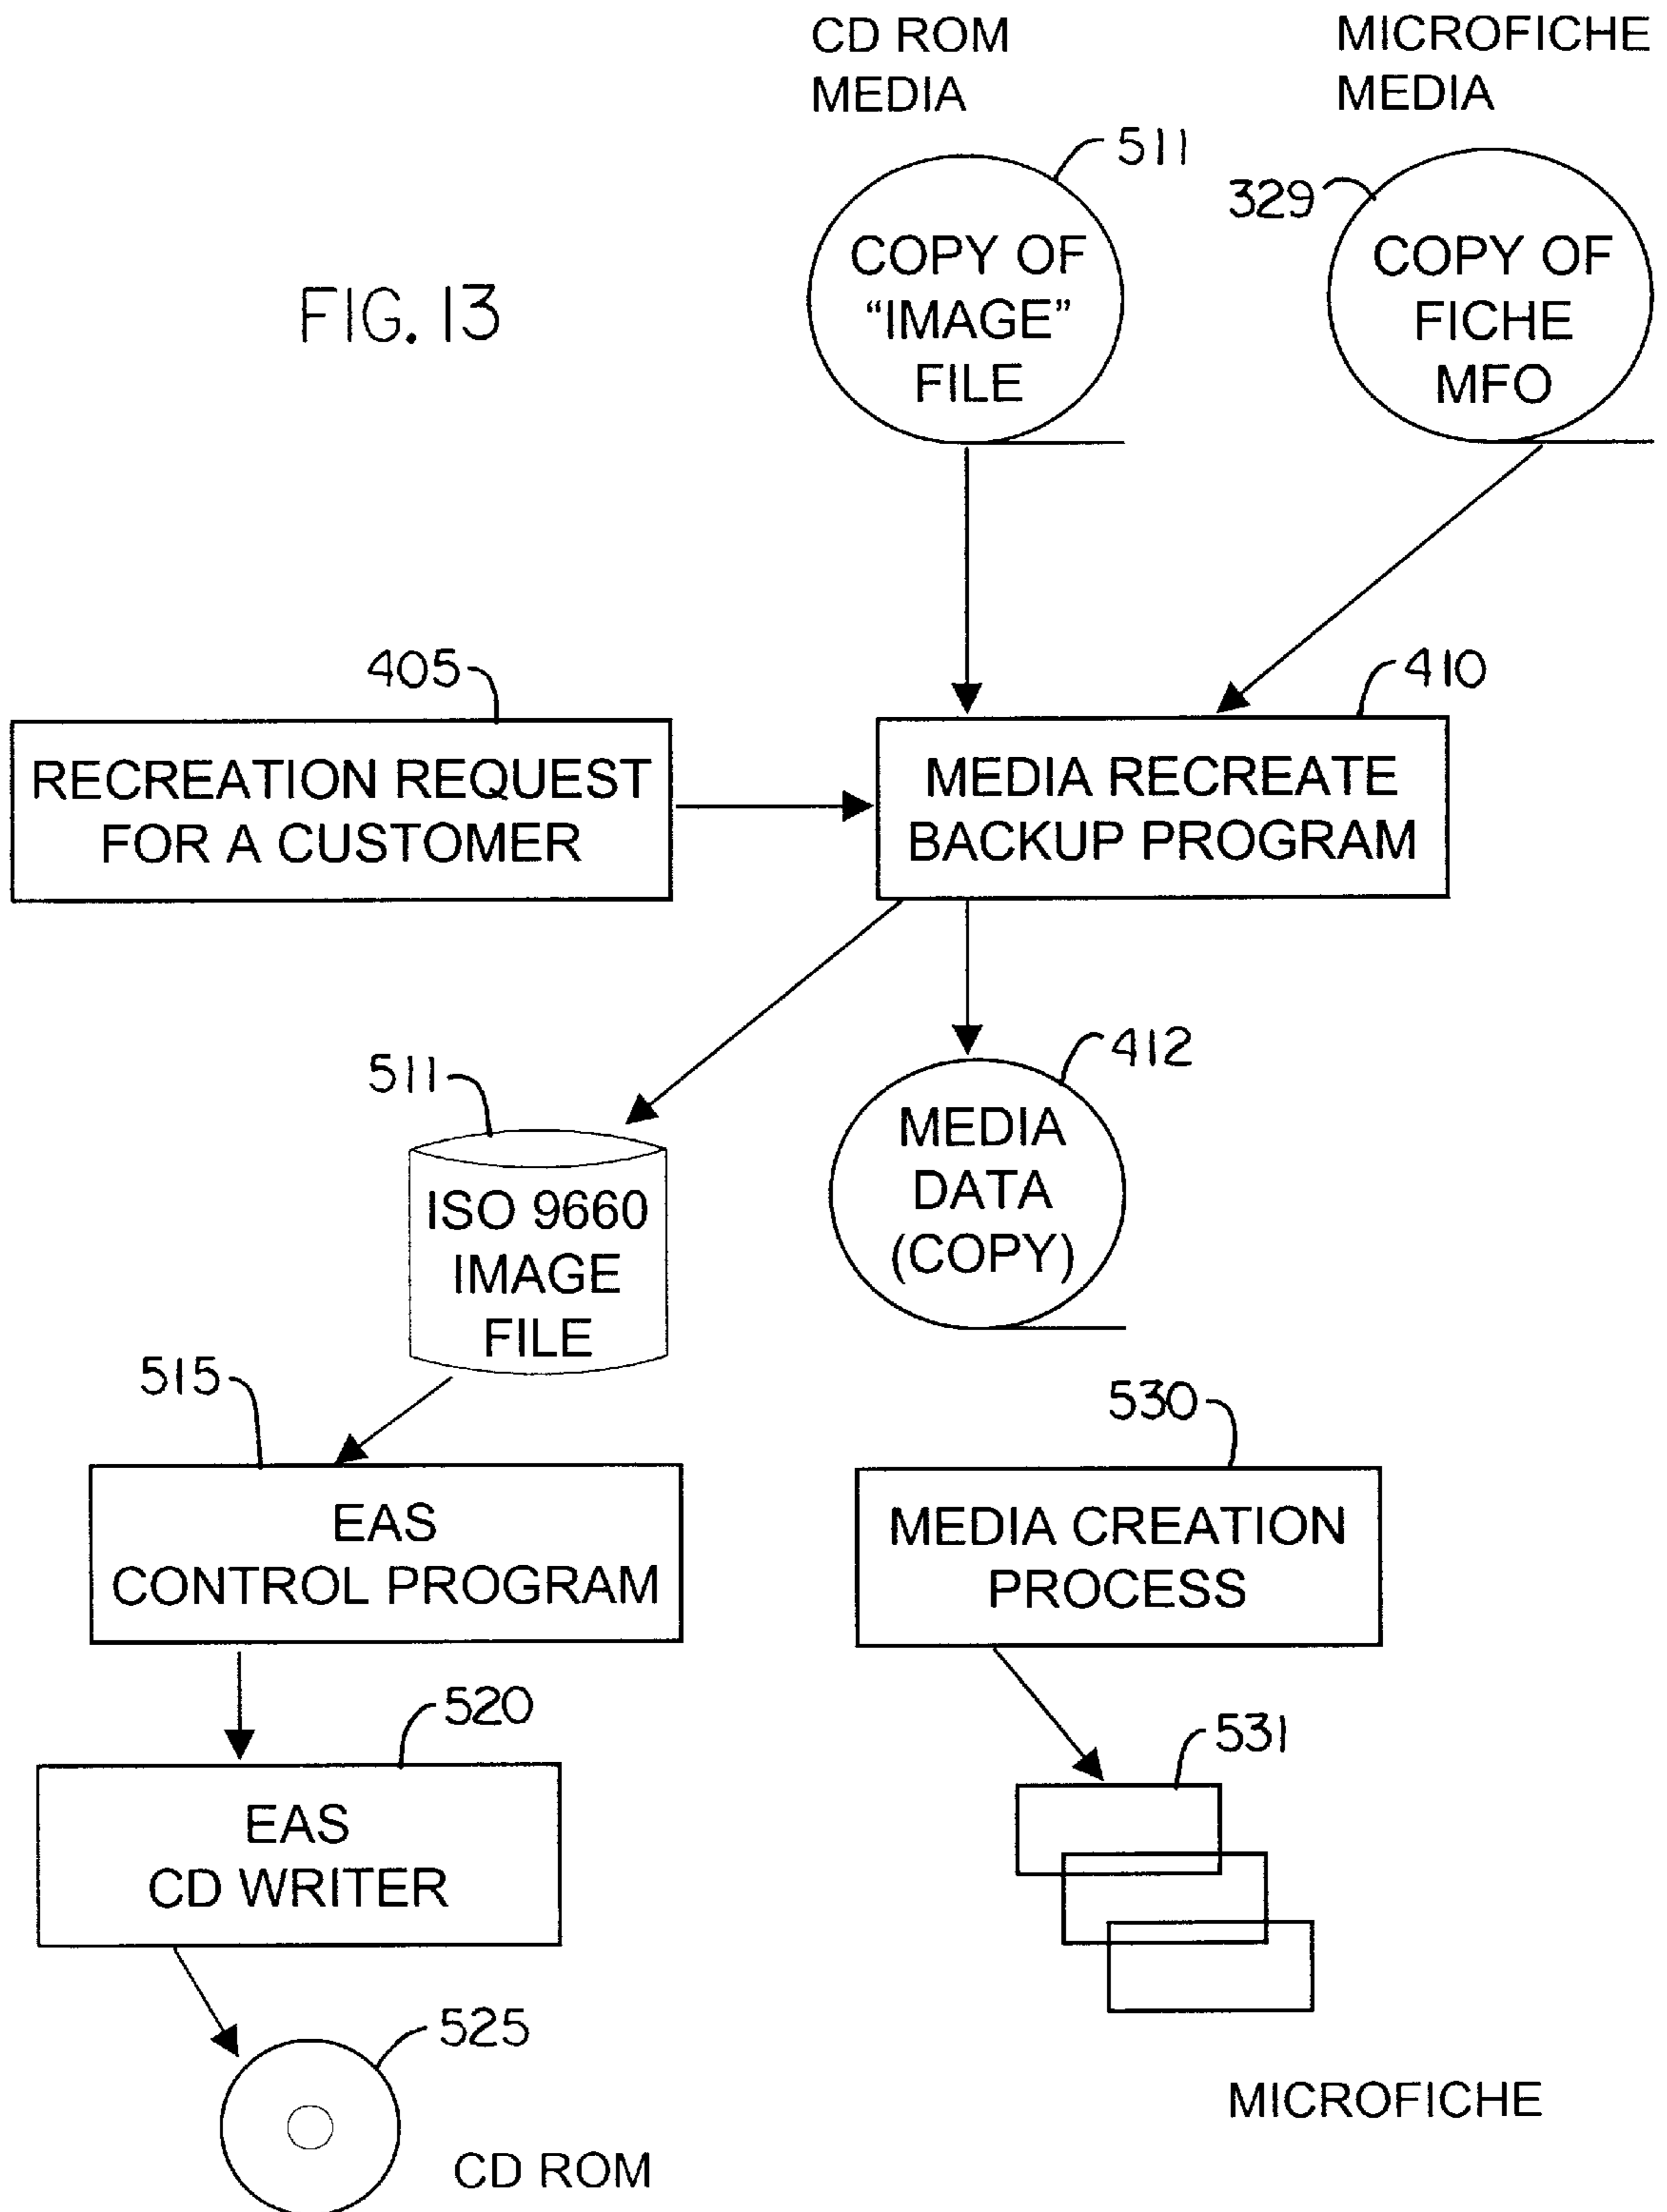 CD ROM
MEDIA
MICROFICHE
MEDIA
511
329
COPY OF
“IMAGE”
FILE
COPY OF
FICHE
MFO
FIG. 13
405
410
RECREATION REQUEST
FOR A CUSTOMER
MEDIA RECREATE
BACKUP PROGRAM
511
412
ISO 9660
IMAGE
FILE
MEDIA
DATA
(COPY)
515
530
EAS
CONTROL PROGRAM
MEDIA CREATION
PROCESS
520
531
EAS
CD WRITER
525
CD ROM
MICROFICHE